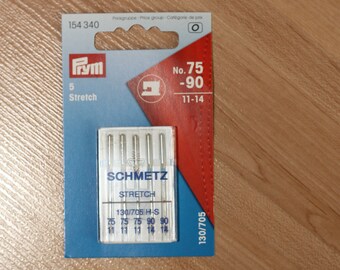 154 340
Prym
5
Stretch
No. 75
-90
11-14
SCHMETZ
STRETCH
130/705 H-S
75 75 75 90 90
11 11 11 14 14
130/705